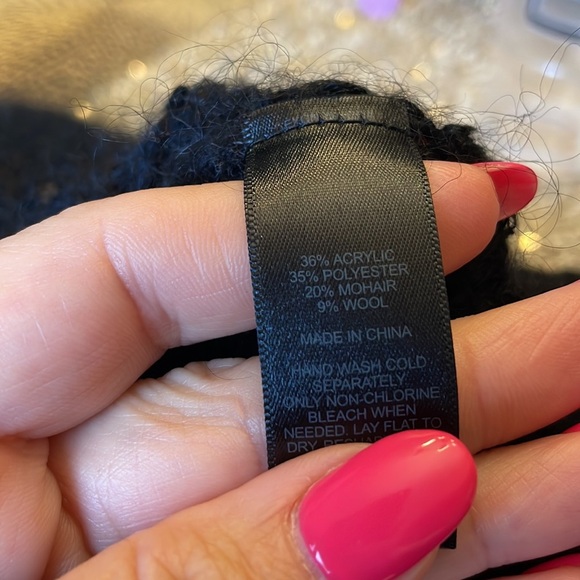 36% ACRYLIC
35% POLYESTER
20% MOHAIR
9% WOOL
MADE IN CHINA
HAND WASH COLD
SEPARATELY
ONLY NON-CHLORINE
BLEACH WHEN
NEEDED. LAY FLAT TO
DRY.